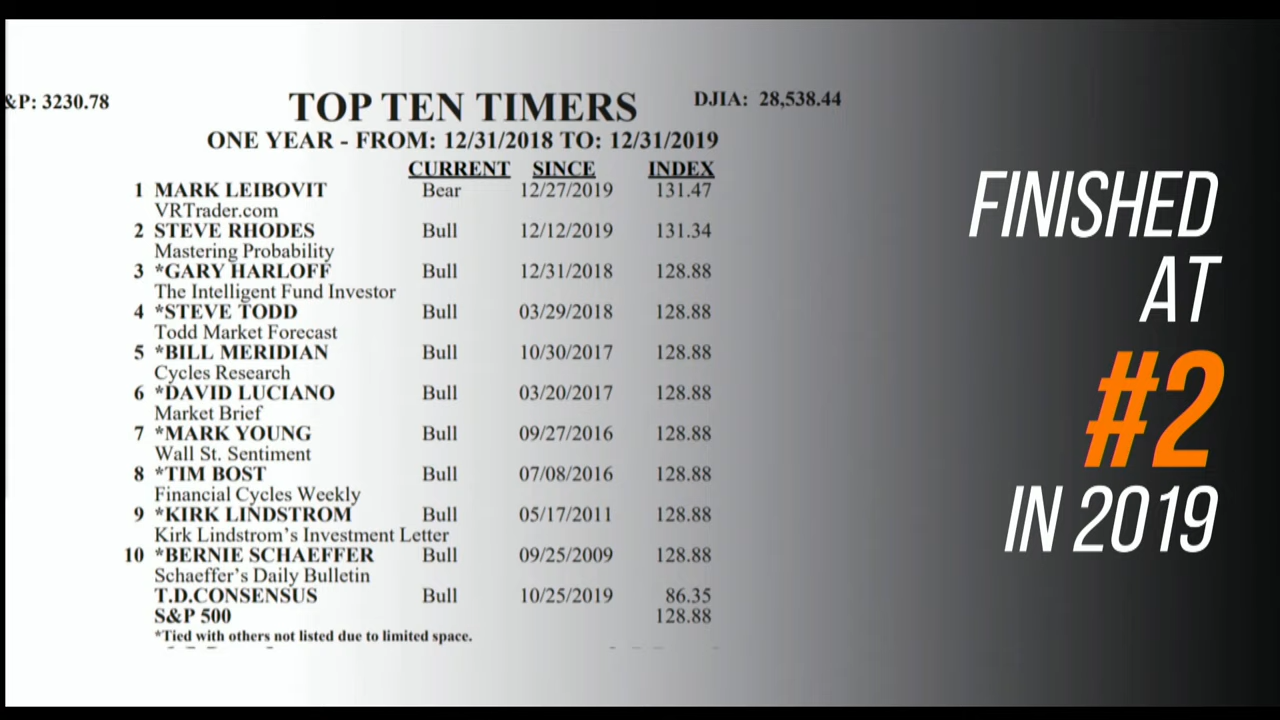 &P: 3230.78
TOP TEN TIMERS
DJIA: 28,538.44
ONE YEAR - FROM: 12/31/2018 TO: 12/31/2019
CURRENT SINCE INDEX
1 MARK LEIBOVIT Bear 12/27/2019 131.47
VRTrader.com
2 STEVE RHODES Bull 12/12/2019 131.34
Mastering Probability
3 *GARY HARLOFF Bull 12/31/2018 128.88
The Intelligent Fund Investor
4 *STEVE TODD Bull 03/29/2018 128.88
Todd Market Forecast
5 *BILL MERIDIAN Bull 10/30/2017 128.88
Cycles Research
6 *DAVID LUCIANO Bull 03/20/2017 128.88
Market Brief
7 *MARK YOUNG Bull 09/27/2016 128.88
Wall St. Sentiment
8 *TIM BOST Bull 07/08/2016 128.88
Financial Cycles Weekly
9 *KIRK LINDSTROM Bull 05/17/2011 128.88
Kirk Lindstrom's Investment Letter
10 *BERNIE SCHAEFFER Bull 09/25/2009 128.88
Schaeffer's Daily Bulletin
T.D.CONSENSUS Bull 10/25/2019 86.35
S&P 500 128.88
*Tied with others not listed due to limited space.
FINISHED
AT
#2
IN 2019